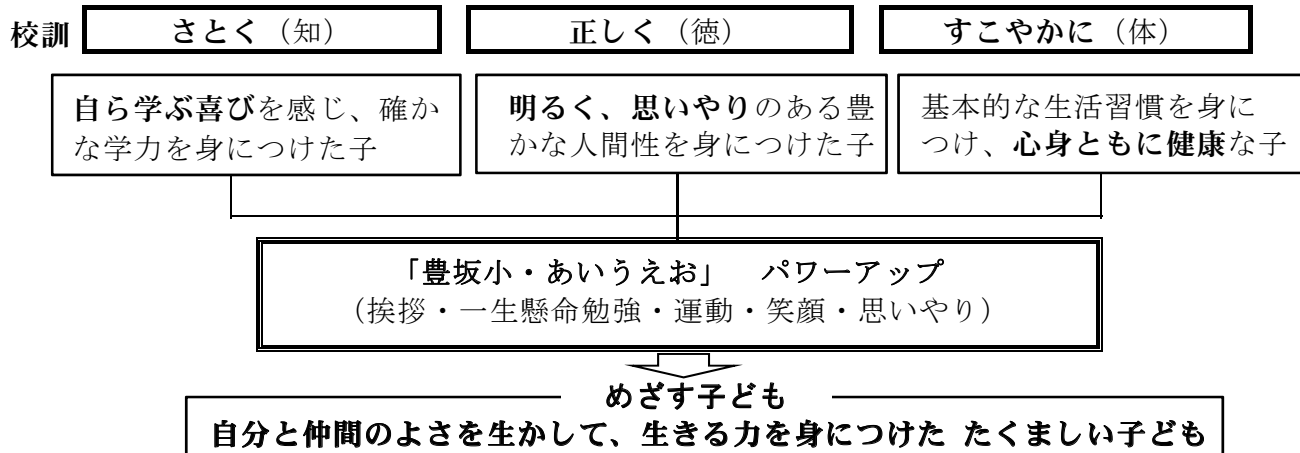 校訓 さとく（知） 正しく（徳） すこやかに（体）
自ら学ぶ喜びを感じ、確か
な学力を身につけた子
明るく、思いやりのある豊
かな人間性を身につけた子
基本的な生活習慣を身に
つけ、心身ともに健康な子
「豊坂小・あいうえお」　パワーアップ
（挨拶・一生懸命勉強・運動・笑顔・思いやり）
めざす子ども
自分と仲間のよさを生かして、生きる力を身につけた たくましい子ども